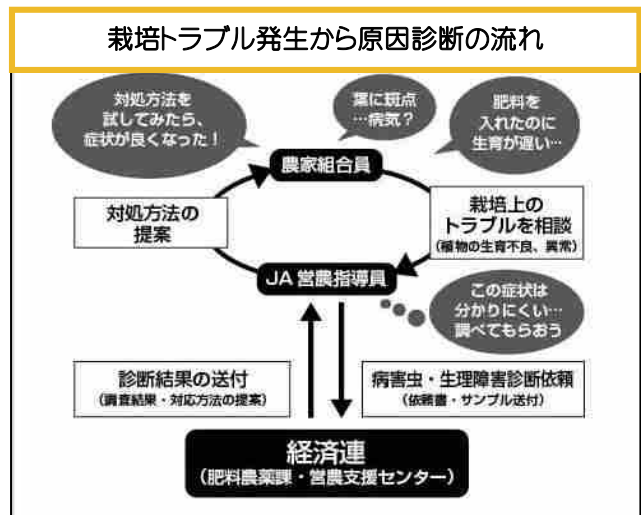 栽培トラブル発生から原因診断の流れ
対処方法を
試してみたら、
症状が良くなった！
葉に斑点
…病気？
肥料を
入れたのに
生育が遅い…
農家組合員
対処方法の
提案
栽培上の
トラブルを相談
（植物の生育不良、異常）
JA 営農指導員
この症状は
分かりにくい…
調べてもらおう
診断結果の送付
（調査結果・対応方法の提案）
病害虫・生理障害診断依頼
（依頼書・サンプル送付）
経済連
（肥料農薬課・営農支援センター）